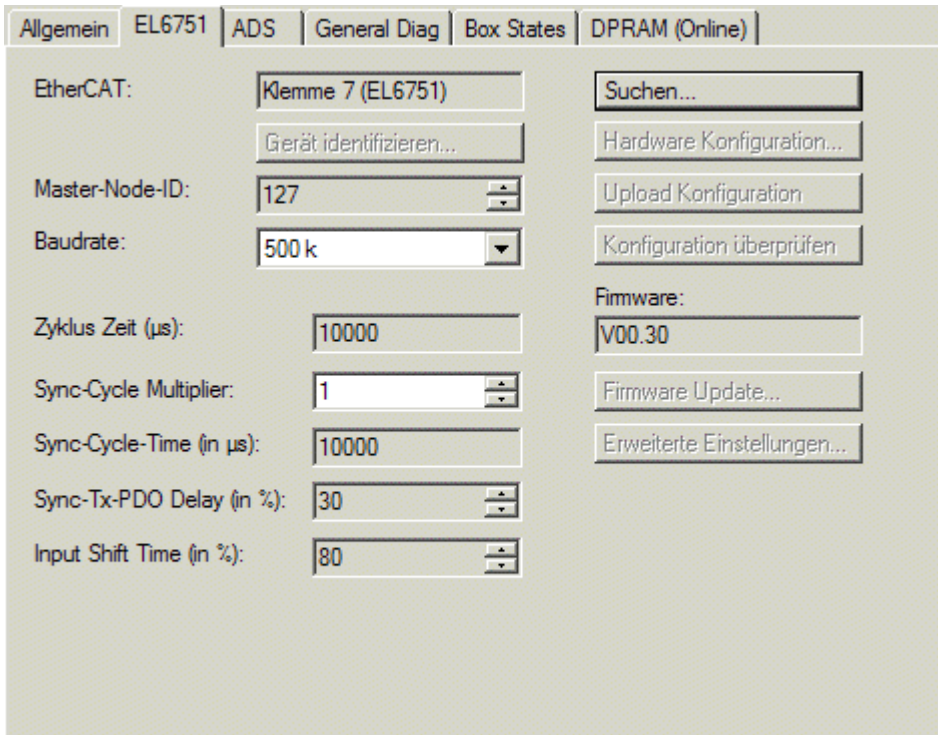 Allgemein EL6751 ADS General Diag Box States DPRAM (Online)
EtherCAT: Klemme 7 (EL6751) Suchen...
Gerät identifizieren... Hardware Konfiguration...
Master-Node-ID: 127 Upload Konfiguration
Baudrate: 500 k Konfiguration überprüfen
Firmware:
Zyklus Zeit (µs): 10000 V00.30
Sync-Cycle Multiplier: 1 Firmware Update...
Sync-Cycle-Time (in µs): 10000 Erweiterte Einstellungen...
Sync-Tx-PDO Delay (in %): 30
Input Shift Time (in %): 80